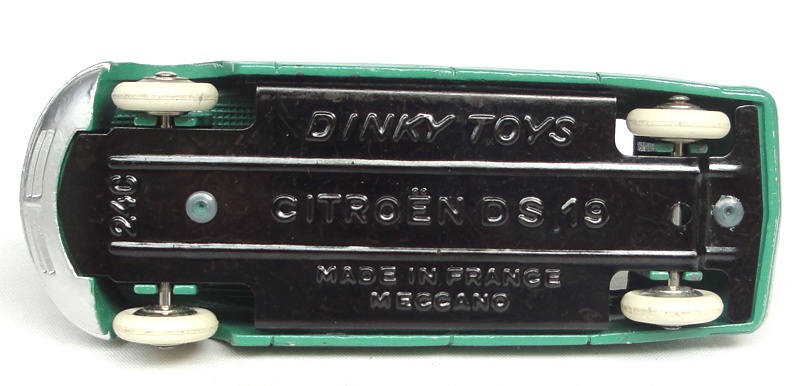 DINKY TOYS
CITROËN DS 19
MADE IN FRANCE
MECCANO
24C